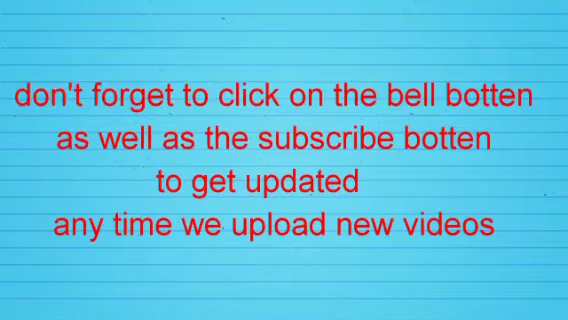 don't forget to click on the bell botten
as well as the subscribe botten
to get updated
any time we upload new videos